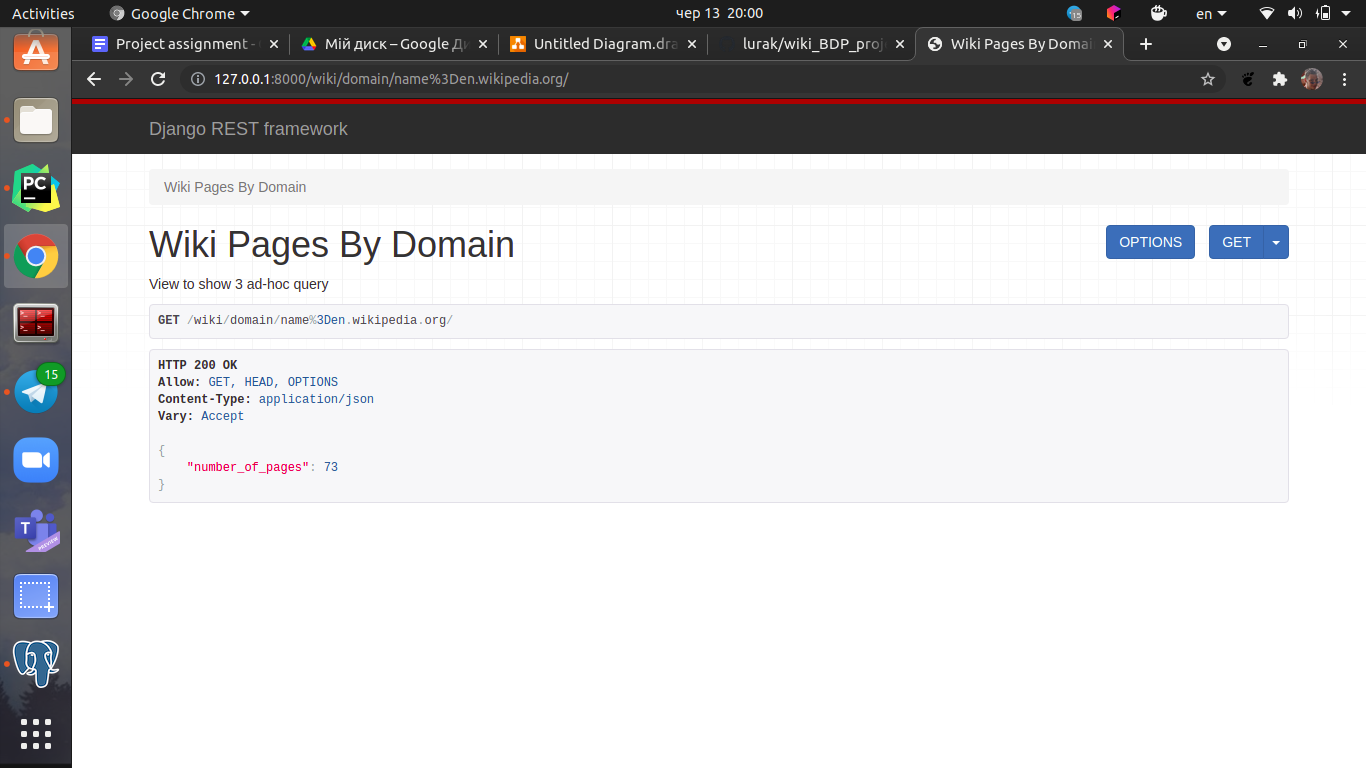 Activities
Google Chrome
чер 13 20:00
15
en
Project assignment -
Мій диск – Google Ди
Untitled Diagram.dra
lurak/wiki_BDP_proj
Wiki Pages By Domai
127.0.0.1:8000/wiki/domain/name%3Den.wikipedia.org/
Django REST framework
Wiki Pages By Domain
Wiki Pages By Domain
OPTIONS
GET
View to show 3 ad-hoc query
GET /wiki/domain/name%3Den.wikipedia.org/
HTTP 200 OK
Allow: GET, HEAD, OPTIONS
Content-Type: application/json
Vary: Accept
{
"number_of_pages": 73
}
PC
15
T
PREVIEW